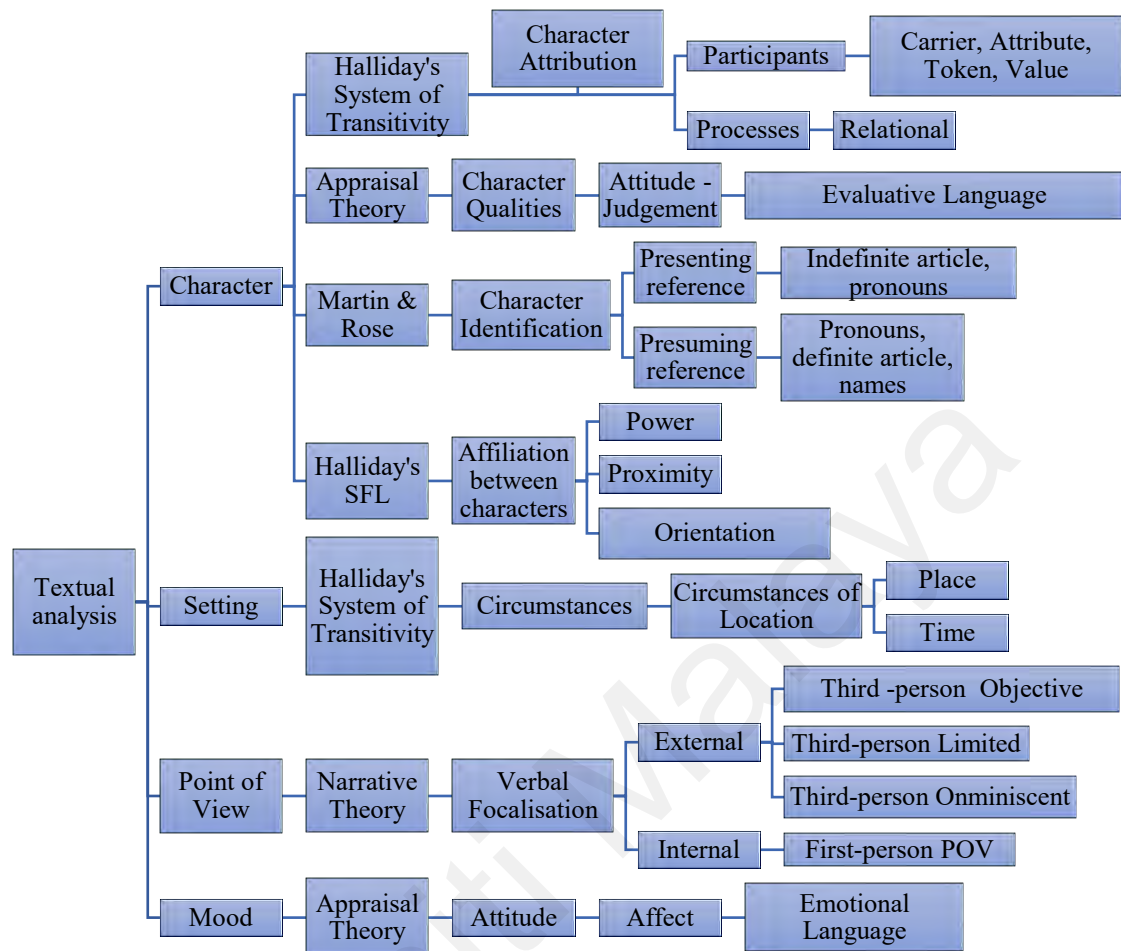 Character
Attribution
Participants
Carrier, Attribute,
Token, Value
Halliday's
System of
Transitivity
Processes
Relational
Appraisal
Theory
Character
Qualities
Attitude -
Judgement
Evaluative Language
Character
Martin &
Rose
Character
Identification
Presenting
reference
Indefinite article,
pronouns
Presuming
reference
Pronouns,
definite article,
names
Halliday's
SFL
Affiliation
between
characters
Power
Proximity
Orientation
Textual
analysis
Setting
Halliday's
System of
Transitivity
Circumstances
Circumstances of
Location
Place
Time
Point of
View
Narrative
Theory
Verbal
Focalisation
External
Third -person Objective
Third-person Limited
Third-person Onminiscent
Internal
First-person POV
Mood
Appraisal
Theory
Attitude
Affect
Emotional
Language
Malaya